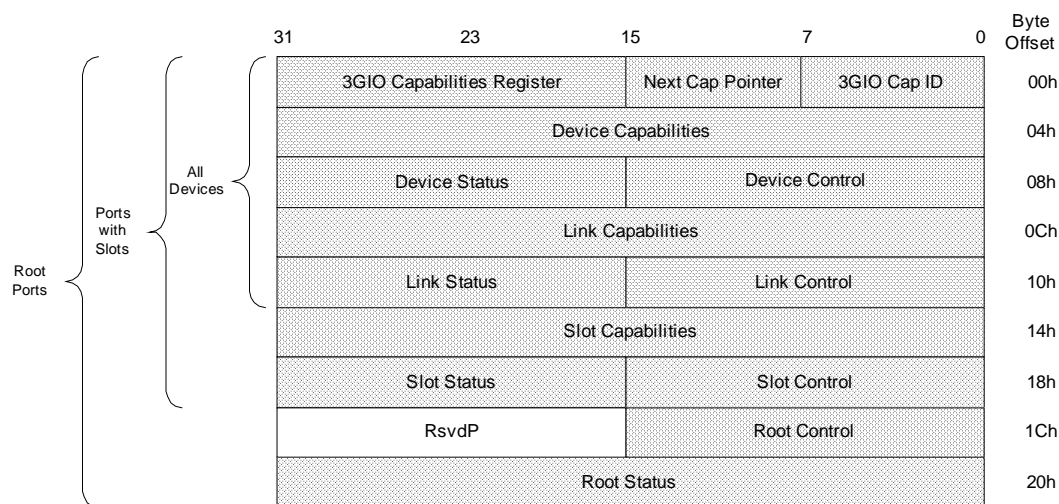 Byte
Offset
31 23 15 7 0
3GIO Capabilities Register Next Cap Pointer 3GIO Cap ID 00h
Device Capabilities 04h
All
Devices
Device Status Device Control 08h
Ports
with
Slots
Link Capabilities 0Ch
Root
Ports
Link Status Link Control 10h
Slot Capabilities 14h
Slot Status Slot Control 18h
RsvdP Root Control 1Ch
Root Status 20h